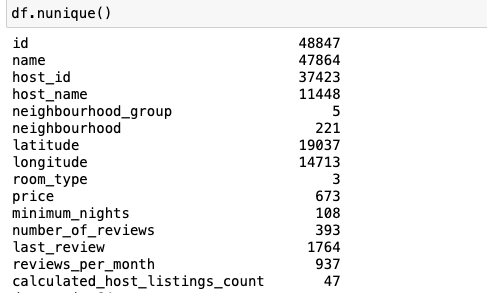 df.nunique()
id 48847
name 47864
host_id 37423
host_name 11448
neighbourhood_group 5
neighbourhood 221
latitude 19037
longitude 14713
room_type 3
price 673
minimum_nights 108
number_of_reviews 393
last_review 1764
reviews_per_month 937
calculated_host_listings_count 47